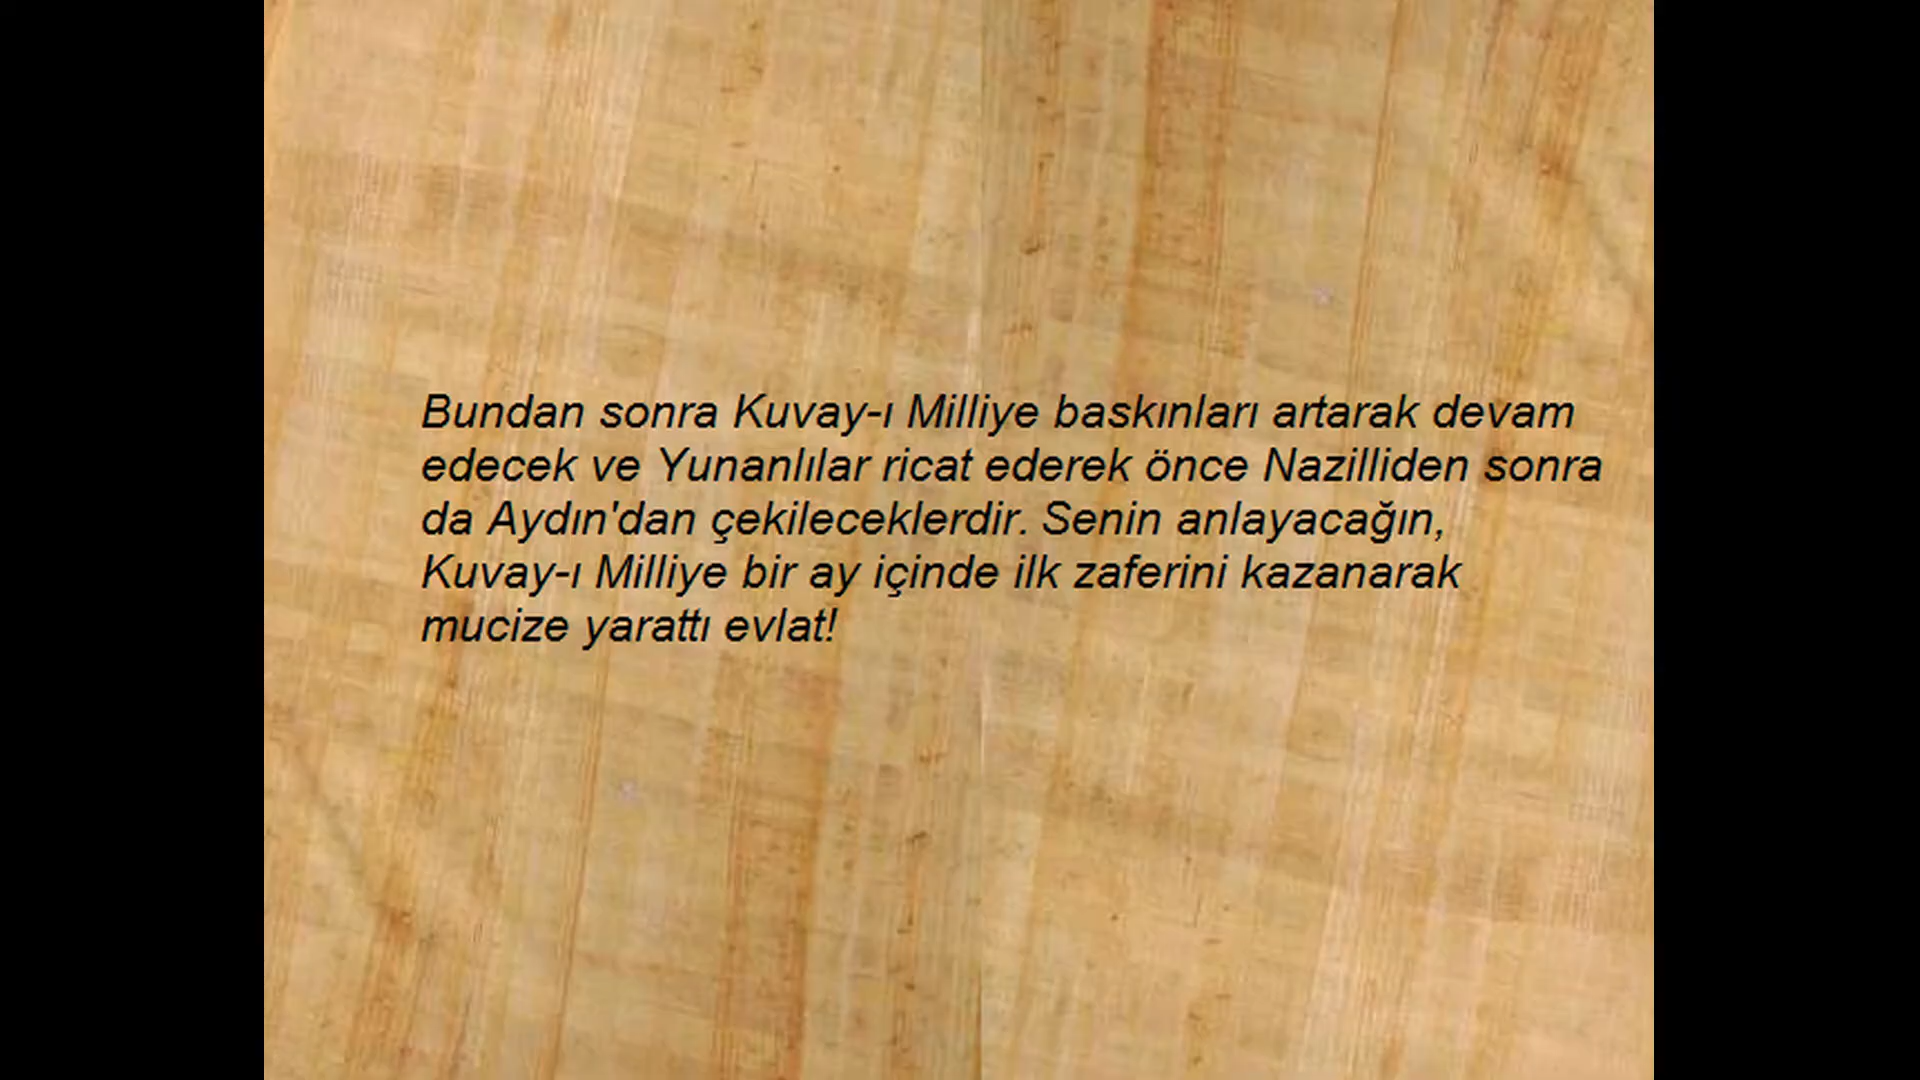 Bundan sonra Kuvay-ı Milliye baskınları artarak devam
edecek ve Yunanlılar ricat ederek önce Nazilliden sonra
da Aydın'dan çekileceklerdir. Senin anlayacağın,
Kuvay-ı Milliye bir ay içinde ilk zaferini kazanarak
mucize yarattı evlat!